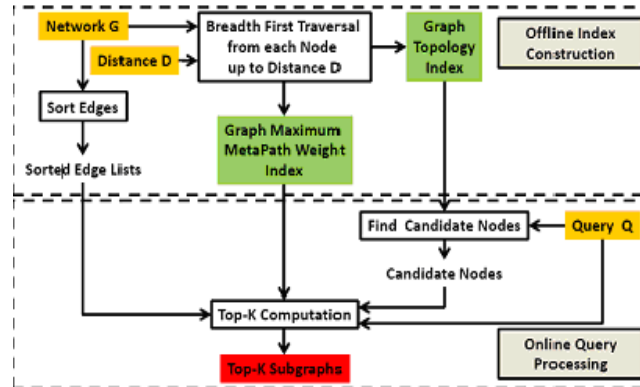 Network G
Breadth First Traversal
from each Node
up to Distance D
Graph
Topology
Index
Offline Index
Construction
Distance D
Sort Edges
Graph Maximum
MetaPath Weight
Index
Sorted Edge Lists
Find Candidate Nodes
Query Q
Candidate Nodes
Top-K Computation
Top-K Subgraphs
Online Query
Processing